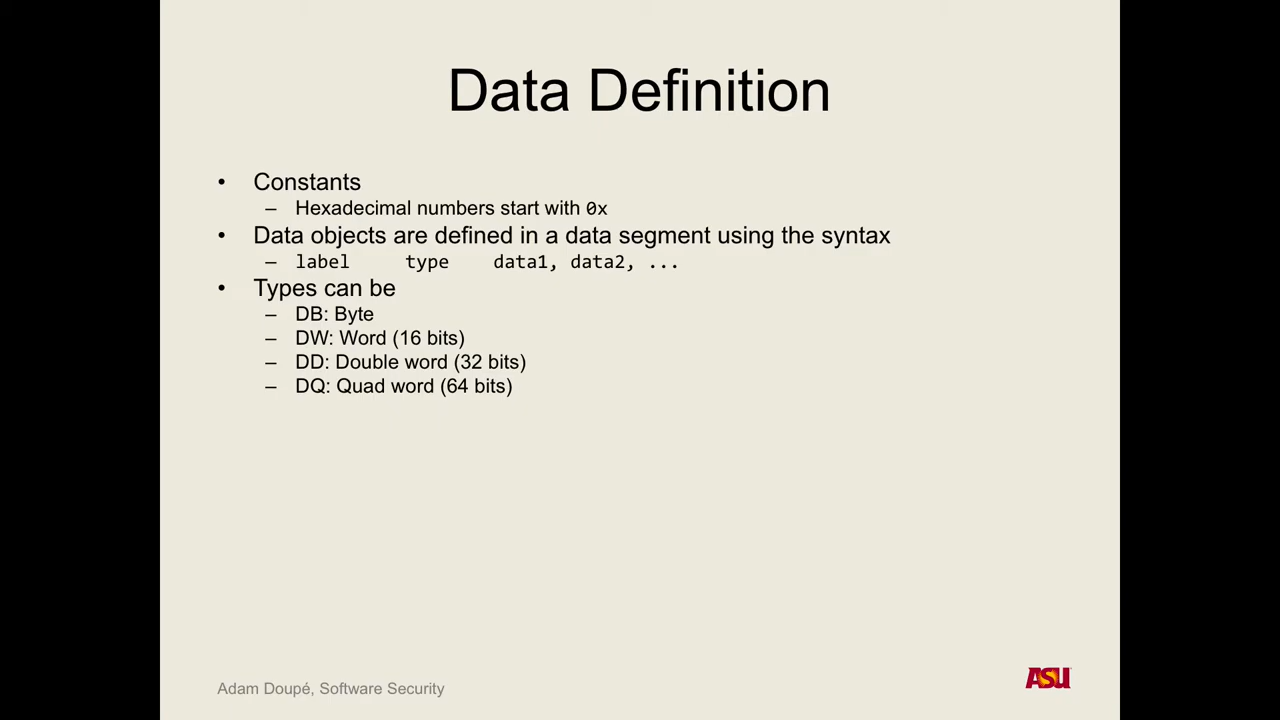 Data Definition
• Constants
– Hexadecimal numbers start with 0x
• Data objects are defined in a data segment using the syntax
– label type data1, data2, ...
• Types can be
– DB: Byte
– DW: Word (16 bits)
– DD: Double word (32 bits)
– DQ: Quad word (64 bits)
Adam Doupé, Software Security
ASU